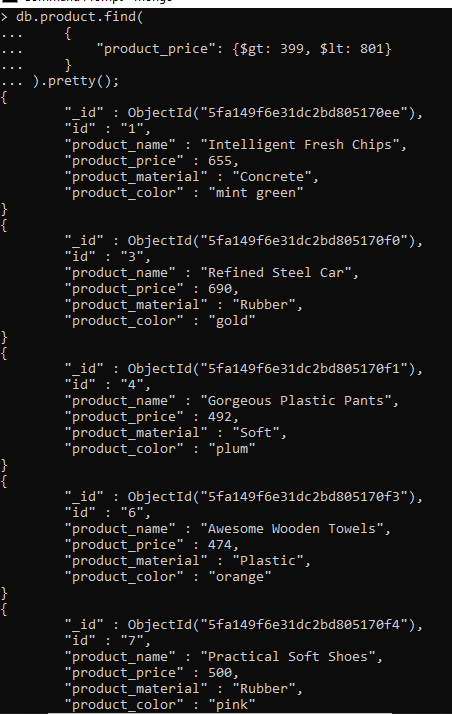 > db.product.find(
...     {
...         "product_price": {$gt: 399, $lt: 801}
...     }
... ).pretty();
{
        "_id" : ObjectId("5fa149f6e31dc2bd805170ee"),
        "id" : "1",
        "product_name" : "Intelligent Fresh Chips",
        "product_price" : 655,
        "product_material" : "Concrete",
        "product_color" : "mint green"
}
{
        "_id" : ObjectId("5fa149f6e31dc2bd805170f0"),
        "id" : "3",
        "product_name" : "Refined Steel Car",
        "product_price" : 690,
        "product_material" : "Rubber",
        "product_color" : "gold"
}
{
        "_id" : ObjectId("5fa149f6e31dc2bd805170f1"),
        "id" : "4",
        "product_name" : "Gorgeous Plastic Pants",
        "product_price" : 492,
        "product_material" : "Soft",
        "product_color" : "plum"
}
{
        "_id" : ObjectId("5fa149f6e31dc2bd805170f3"),
        "id" : "6",
        "product_name" : "Awesome Wooden Towels",
        "product_price" : 474,
        "product_material" : "Plastic",
        "product_color" : "orange"
}
{
        "_id" : ObjectId("5fa149f6e31dc2bd805170f4"),
        "id" : "7",
        "product_name" : "Practical Soft Shoes",
        "product_price" : 500,
        "product_material" : "Rubber",
        "product_color" : "pink"